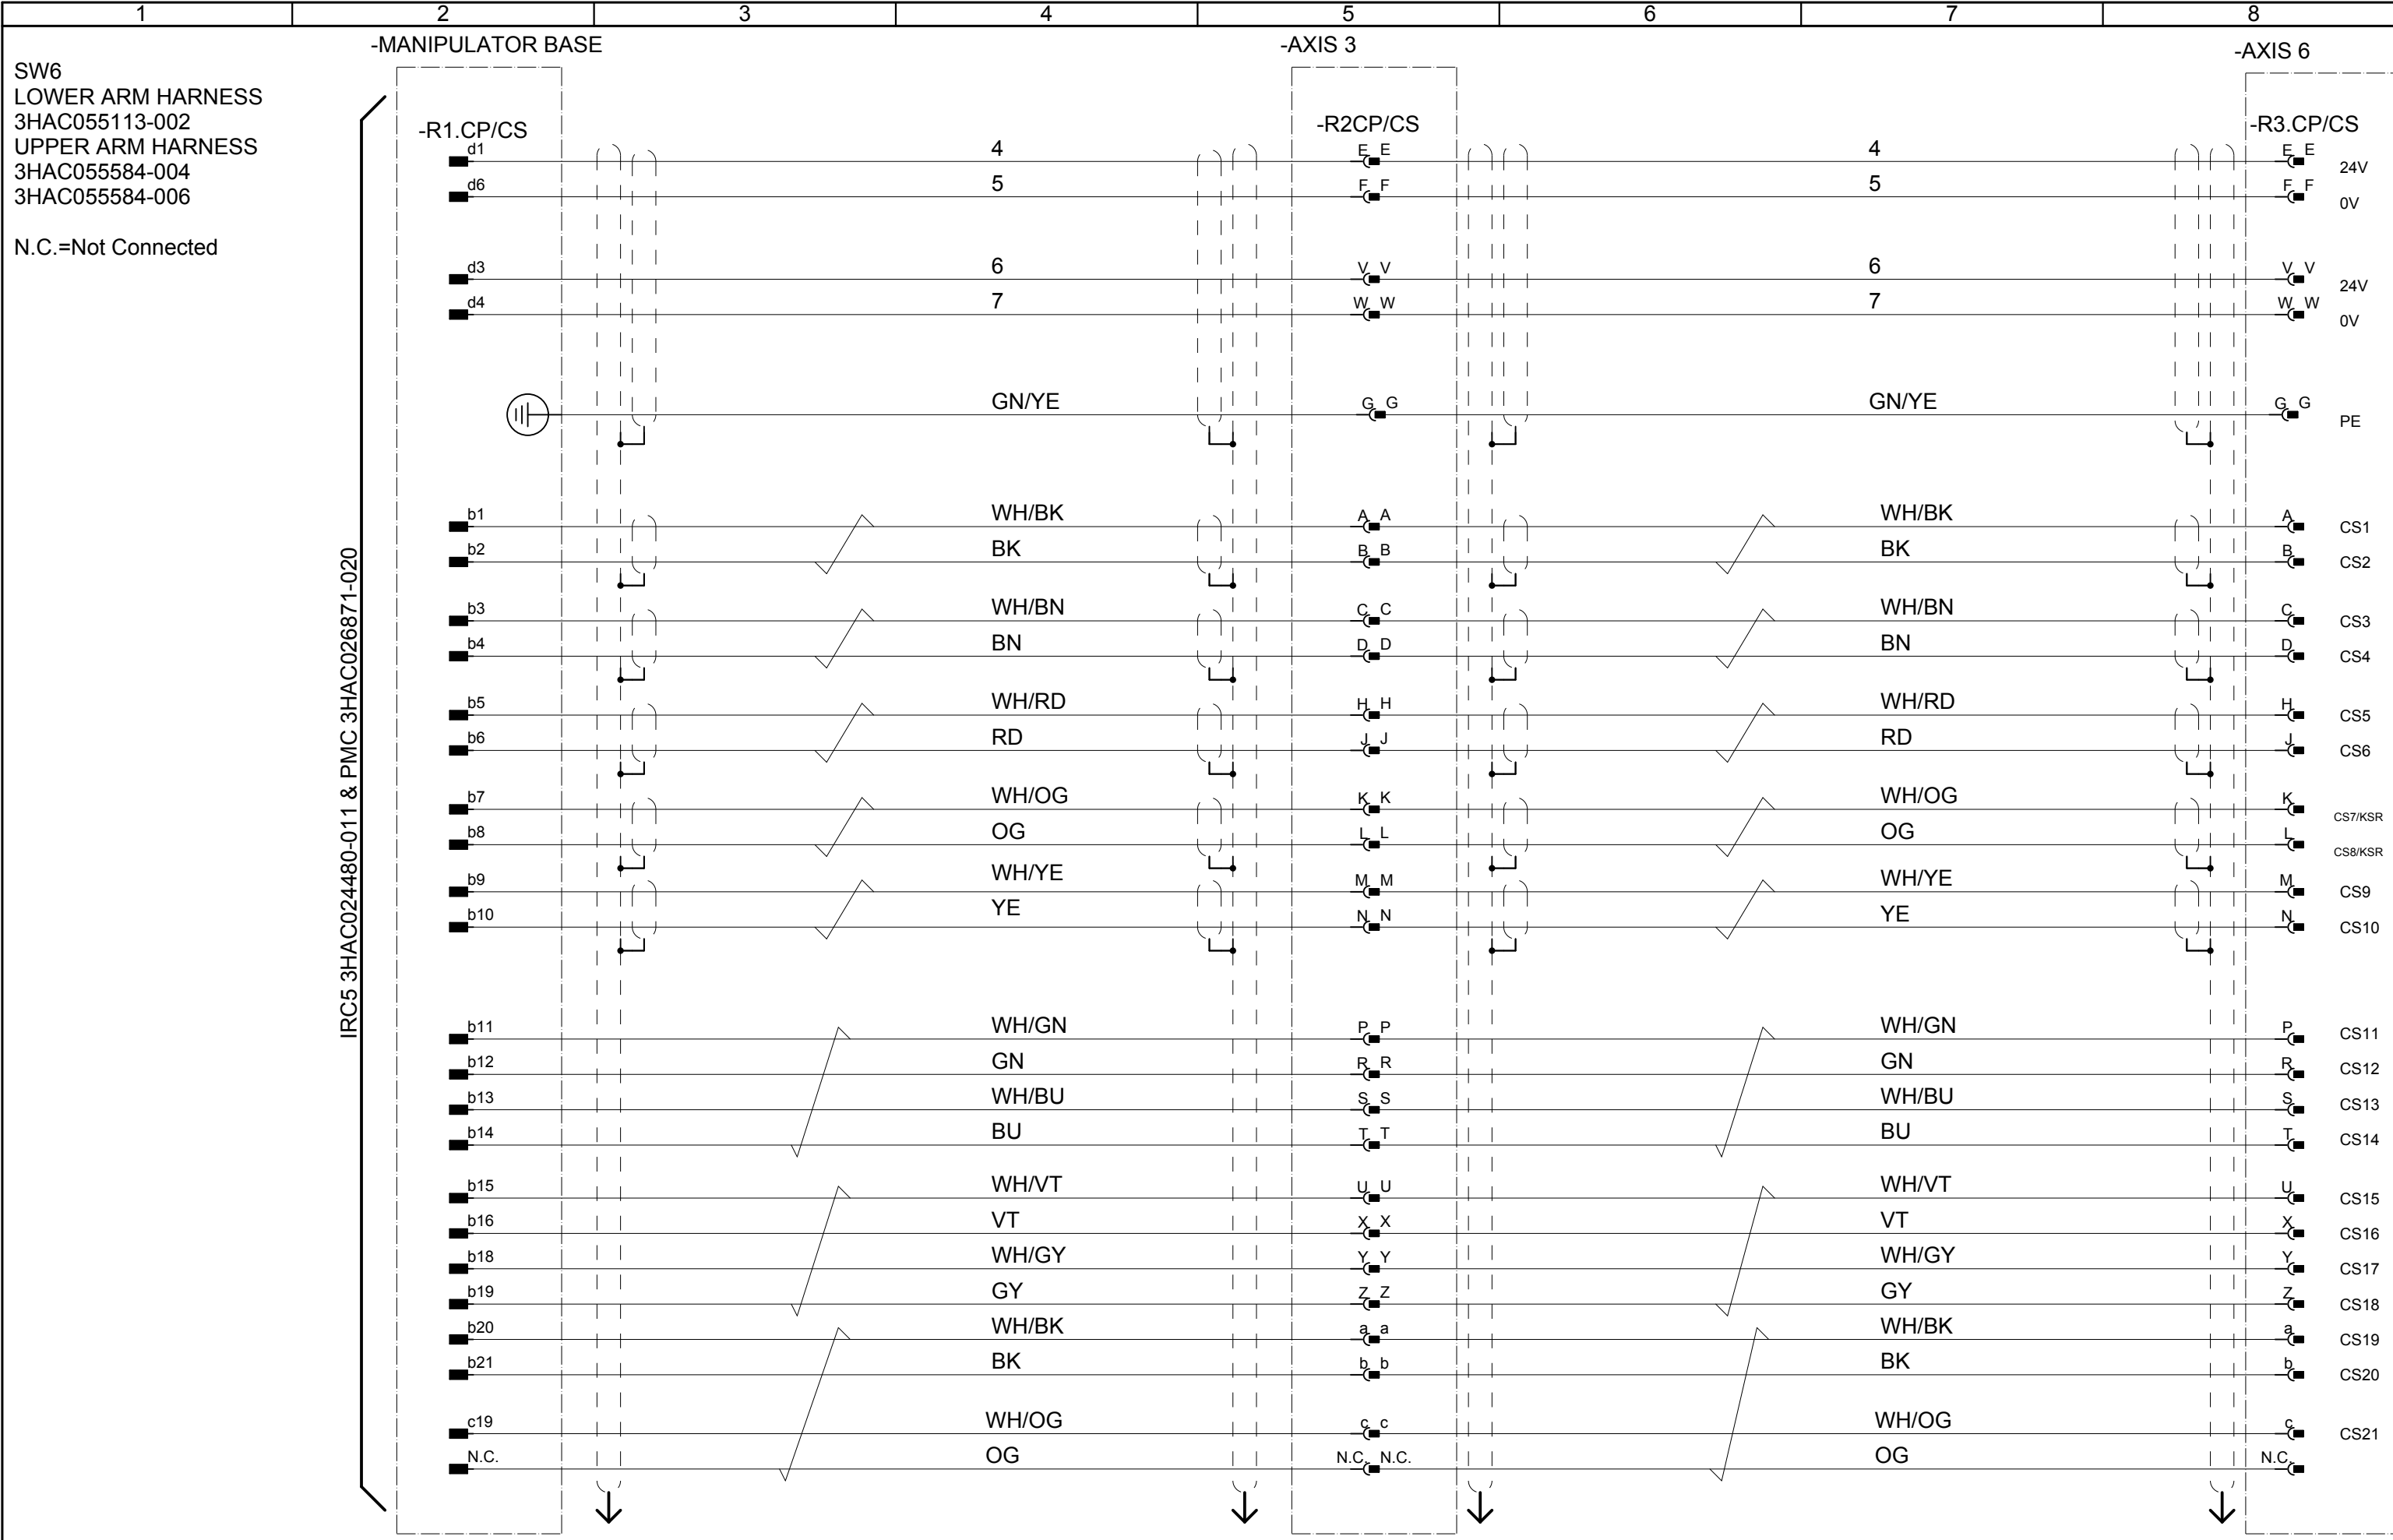 1 2 3 4 5 6 7 8
-MANIPULATOR BASE -AXIS 3 -AXIS 6
SW6
LOWER ARM HARNESS
3HAC055113-002
UPPER ARM HARNESS
3HAC055584-004
3HAC055584-006
N.C.=Not Connected
IRC5 3HAC024480-011 & PMC 3HAC026871-020
-R1.CP/CS -R2CP/CS -R3.CP/CS
d1 4 E E 4 E E 24V
d6 5 F F 5 F F 0V
d3 6 V V 6 V V 24V
d4 7 W W 7 W W 0V
GN/YE G G GN/YE G G PE
b1 WH/BK A A WH/BK A CS1
b2 BK B B BK B CS2
b3 WH/BN C C WH/BN C CS3
b4 BN D D BN D CS4
b5 WH/RD H H WH/RD H CS5
b6 RD J J RD J CS6
b7 WH/OG K K WH/OG K CS7/KSR
b8 OG L L OG L CS8/KSR
b9 WH/YE M M WH/YE M CS9
b10 YE N N YE N CS10
b11 WH/GN P P WH/GN P CS11
b12 GN R R GN R CS12
b13 WH/BU S S WH/BU S CS13
b14 BU T T BU T CS14
b15 WH/VT U U WH/VT U CS15
b16 VT X X VT X CS16
b18 WH/GY Y Y WH/GY Y CS17
b19 GY Z Z GY Z CS18
b20 WH/BK a a WH/BK a CS19
b21 BK b b BK b CS20
c19 WH/OG c c WH/OG c CS21
N.C. OG N.C. N.C. OG N.C.